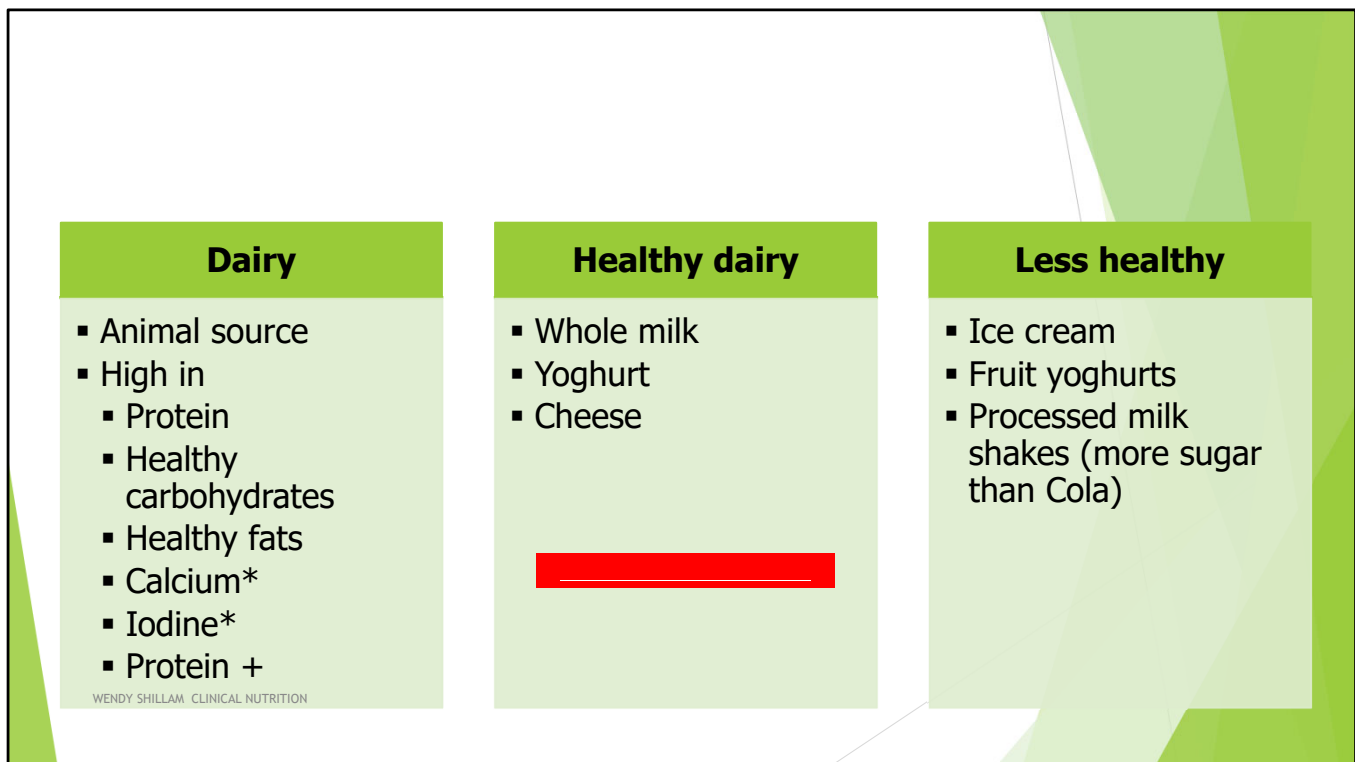 Dairy
▪ Animal source
▪ High in
▪ Protein
▪ Healthy
carbohydrates
▪ Healthy fats
▪ Calcium*
▪ Iodine*
▪ Protein +
WENDY SHILLAM CLINICAL NUTRITION
Healthy dairy
▪ Whole milk
▪ Yoghurt
▪ Cheese
Less healthy
▪ Ice cream
▪ Fruit yoghurts
▪ Processed milk
shakes (more sugar
than Cola)